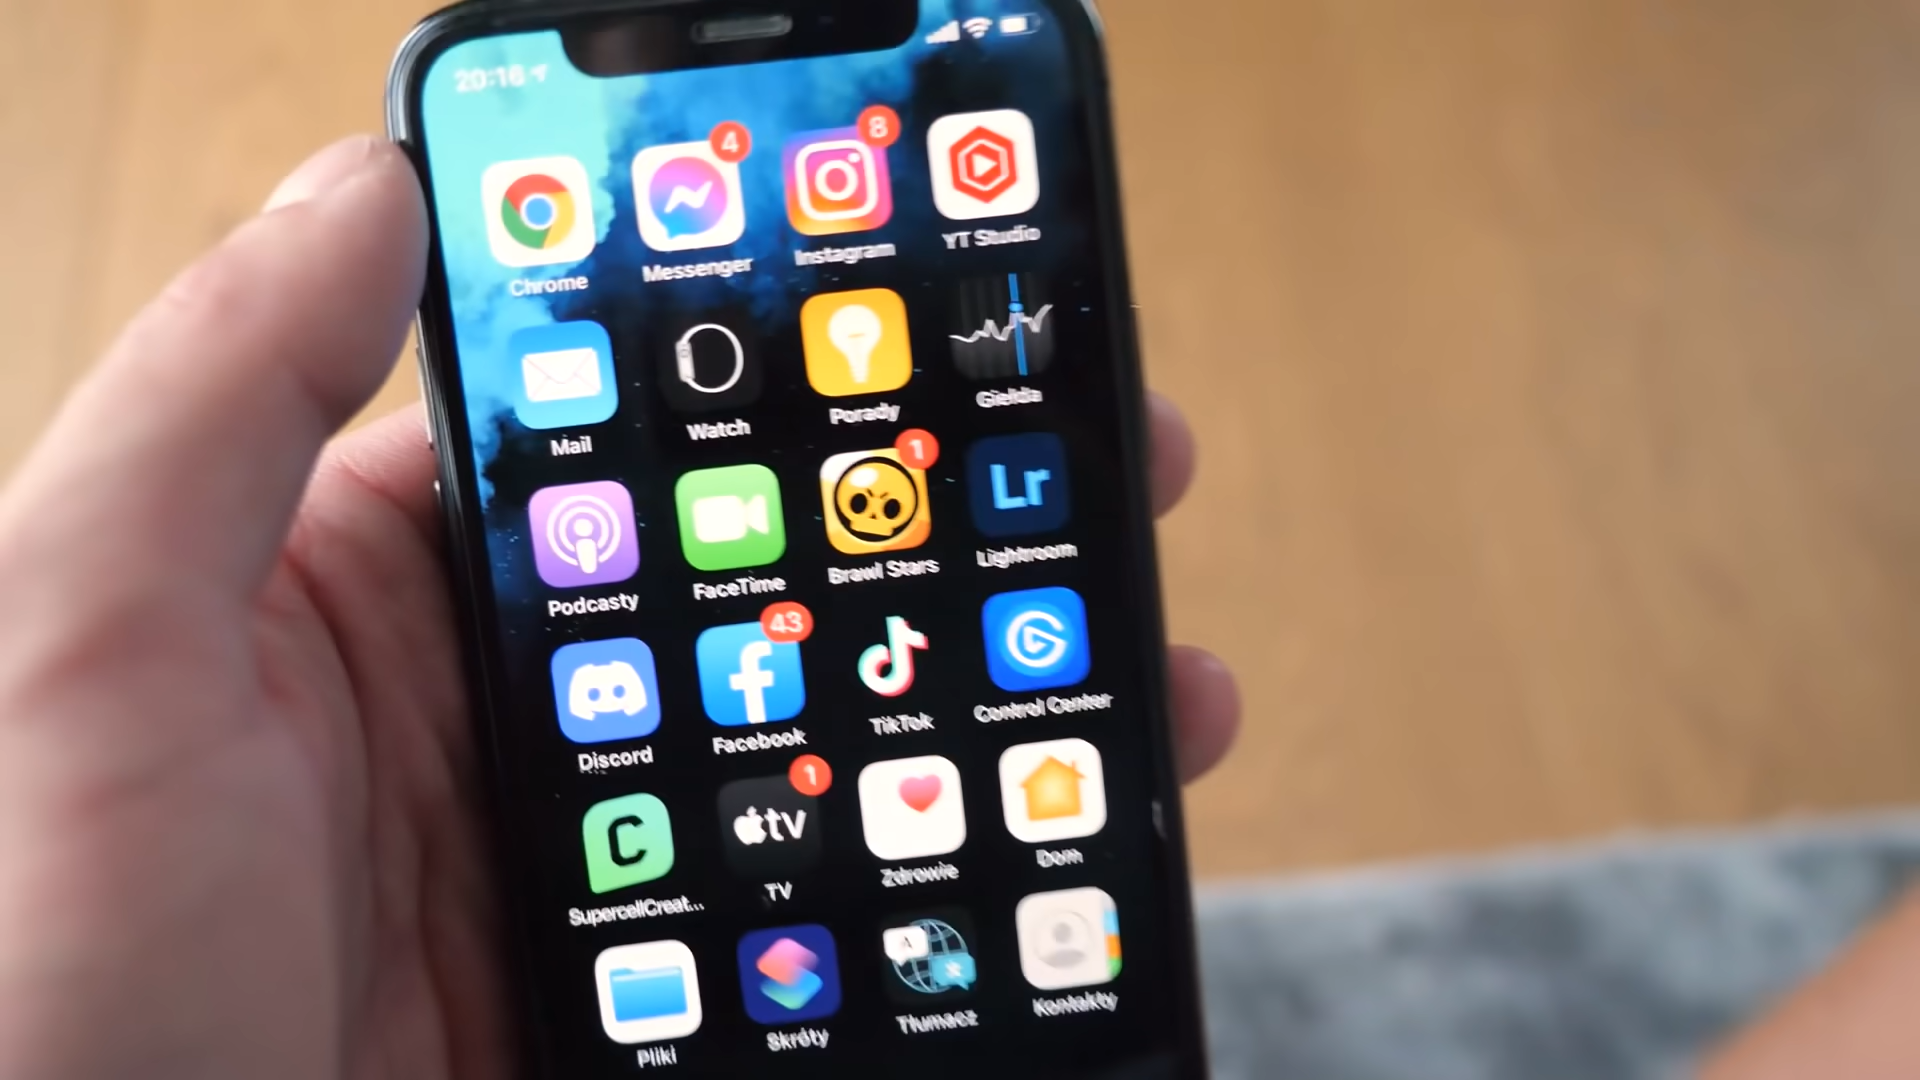 20:16
4 8
Chrome Messenger Instagram YT Studio
Mail Watch Porady Giełda
1
Lr
Podcasty FaceTime Brawl Stars Lightroom
43
Discord Facebook TikTok Control Center
1
C tv
SupercellCreat... TV Zdrowie Dom
A
Pliki Skróty Tłumacz Kontakty